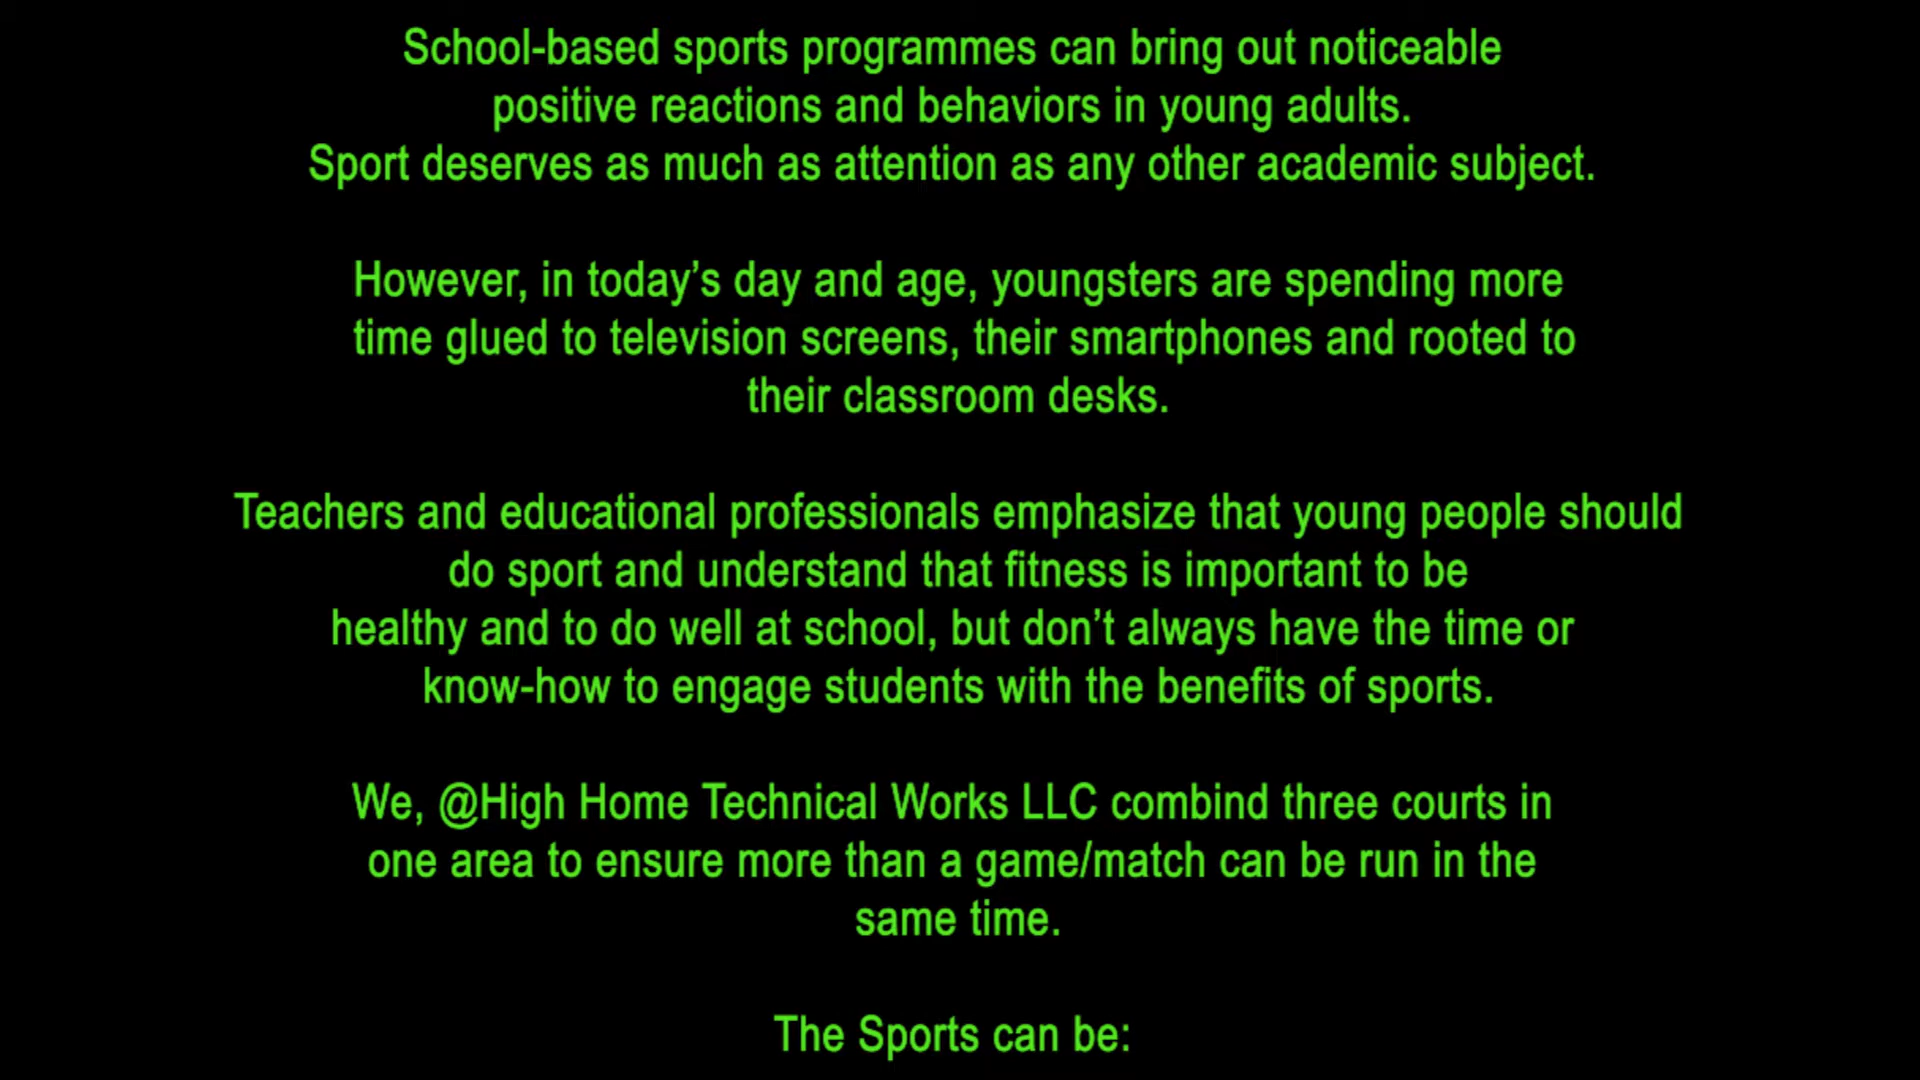 School-based sports programmes can bring out noticeable
positive reactions and behaviors in young adults.
Sport deserves as much as attention as any other academic subject.
However, in today’s day and age, youngsters are spending more
time glued to television screens, their smartphones and rooted to
their classroom desks.
Teachers and educational professionals emphasize that young people should
do sport and understand that fitness is important to be
healthy and to do well at school, but don’t always have the time or
know-how to engage students with the benefits of sports.
We, @High Home Technical Works LLC combind three courts in
one area to ensure more than a game/match can be run in the
same time.
The Sports can be: